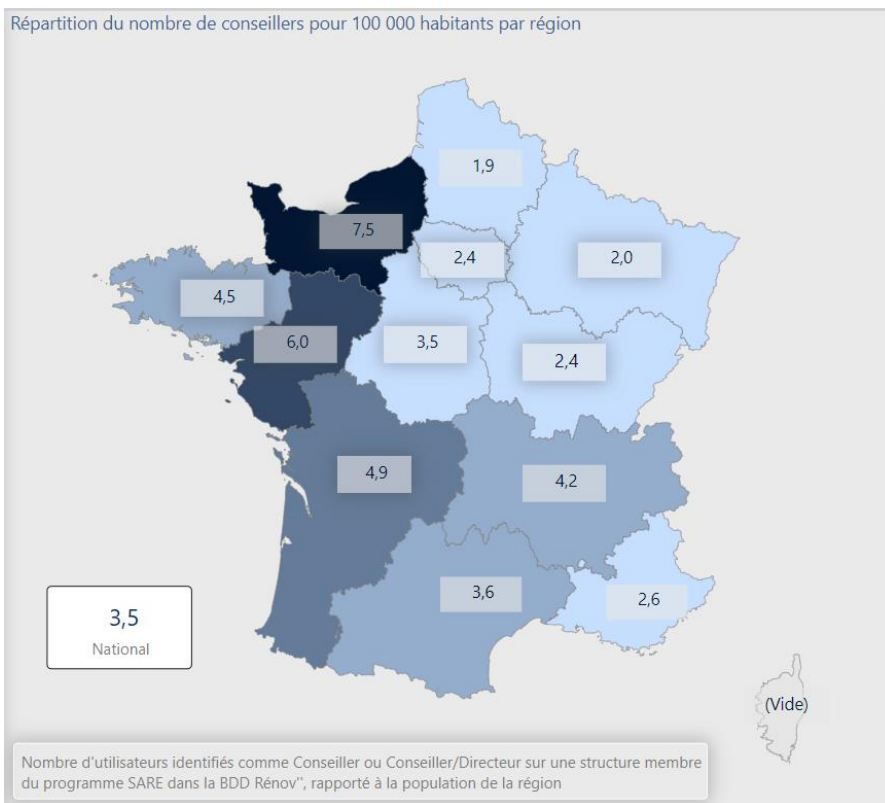 Répartition du nombre de conseillers pour 100 000 habitants par région
1,9
7,5
2,4
2,0
4,5
6,0
3,5
2,4
4,9
4,2
3,6
2,6
3,5
National
(Vide)
Nombre d'utilisateurs identifiés comme Conseiller ou Conseiller/Directeur sur une structure membre
du programme SARE dans la BDD Rénov'', rapporté à la population de la région